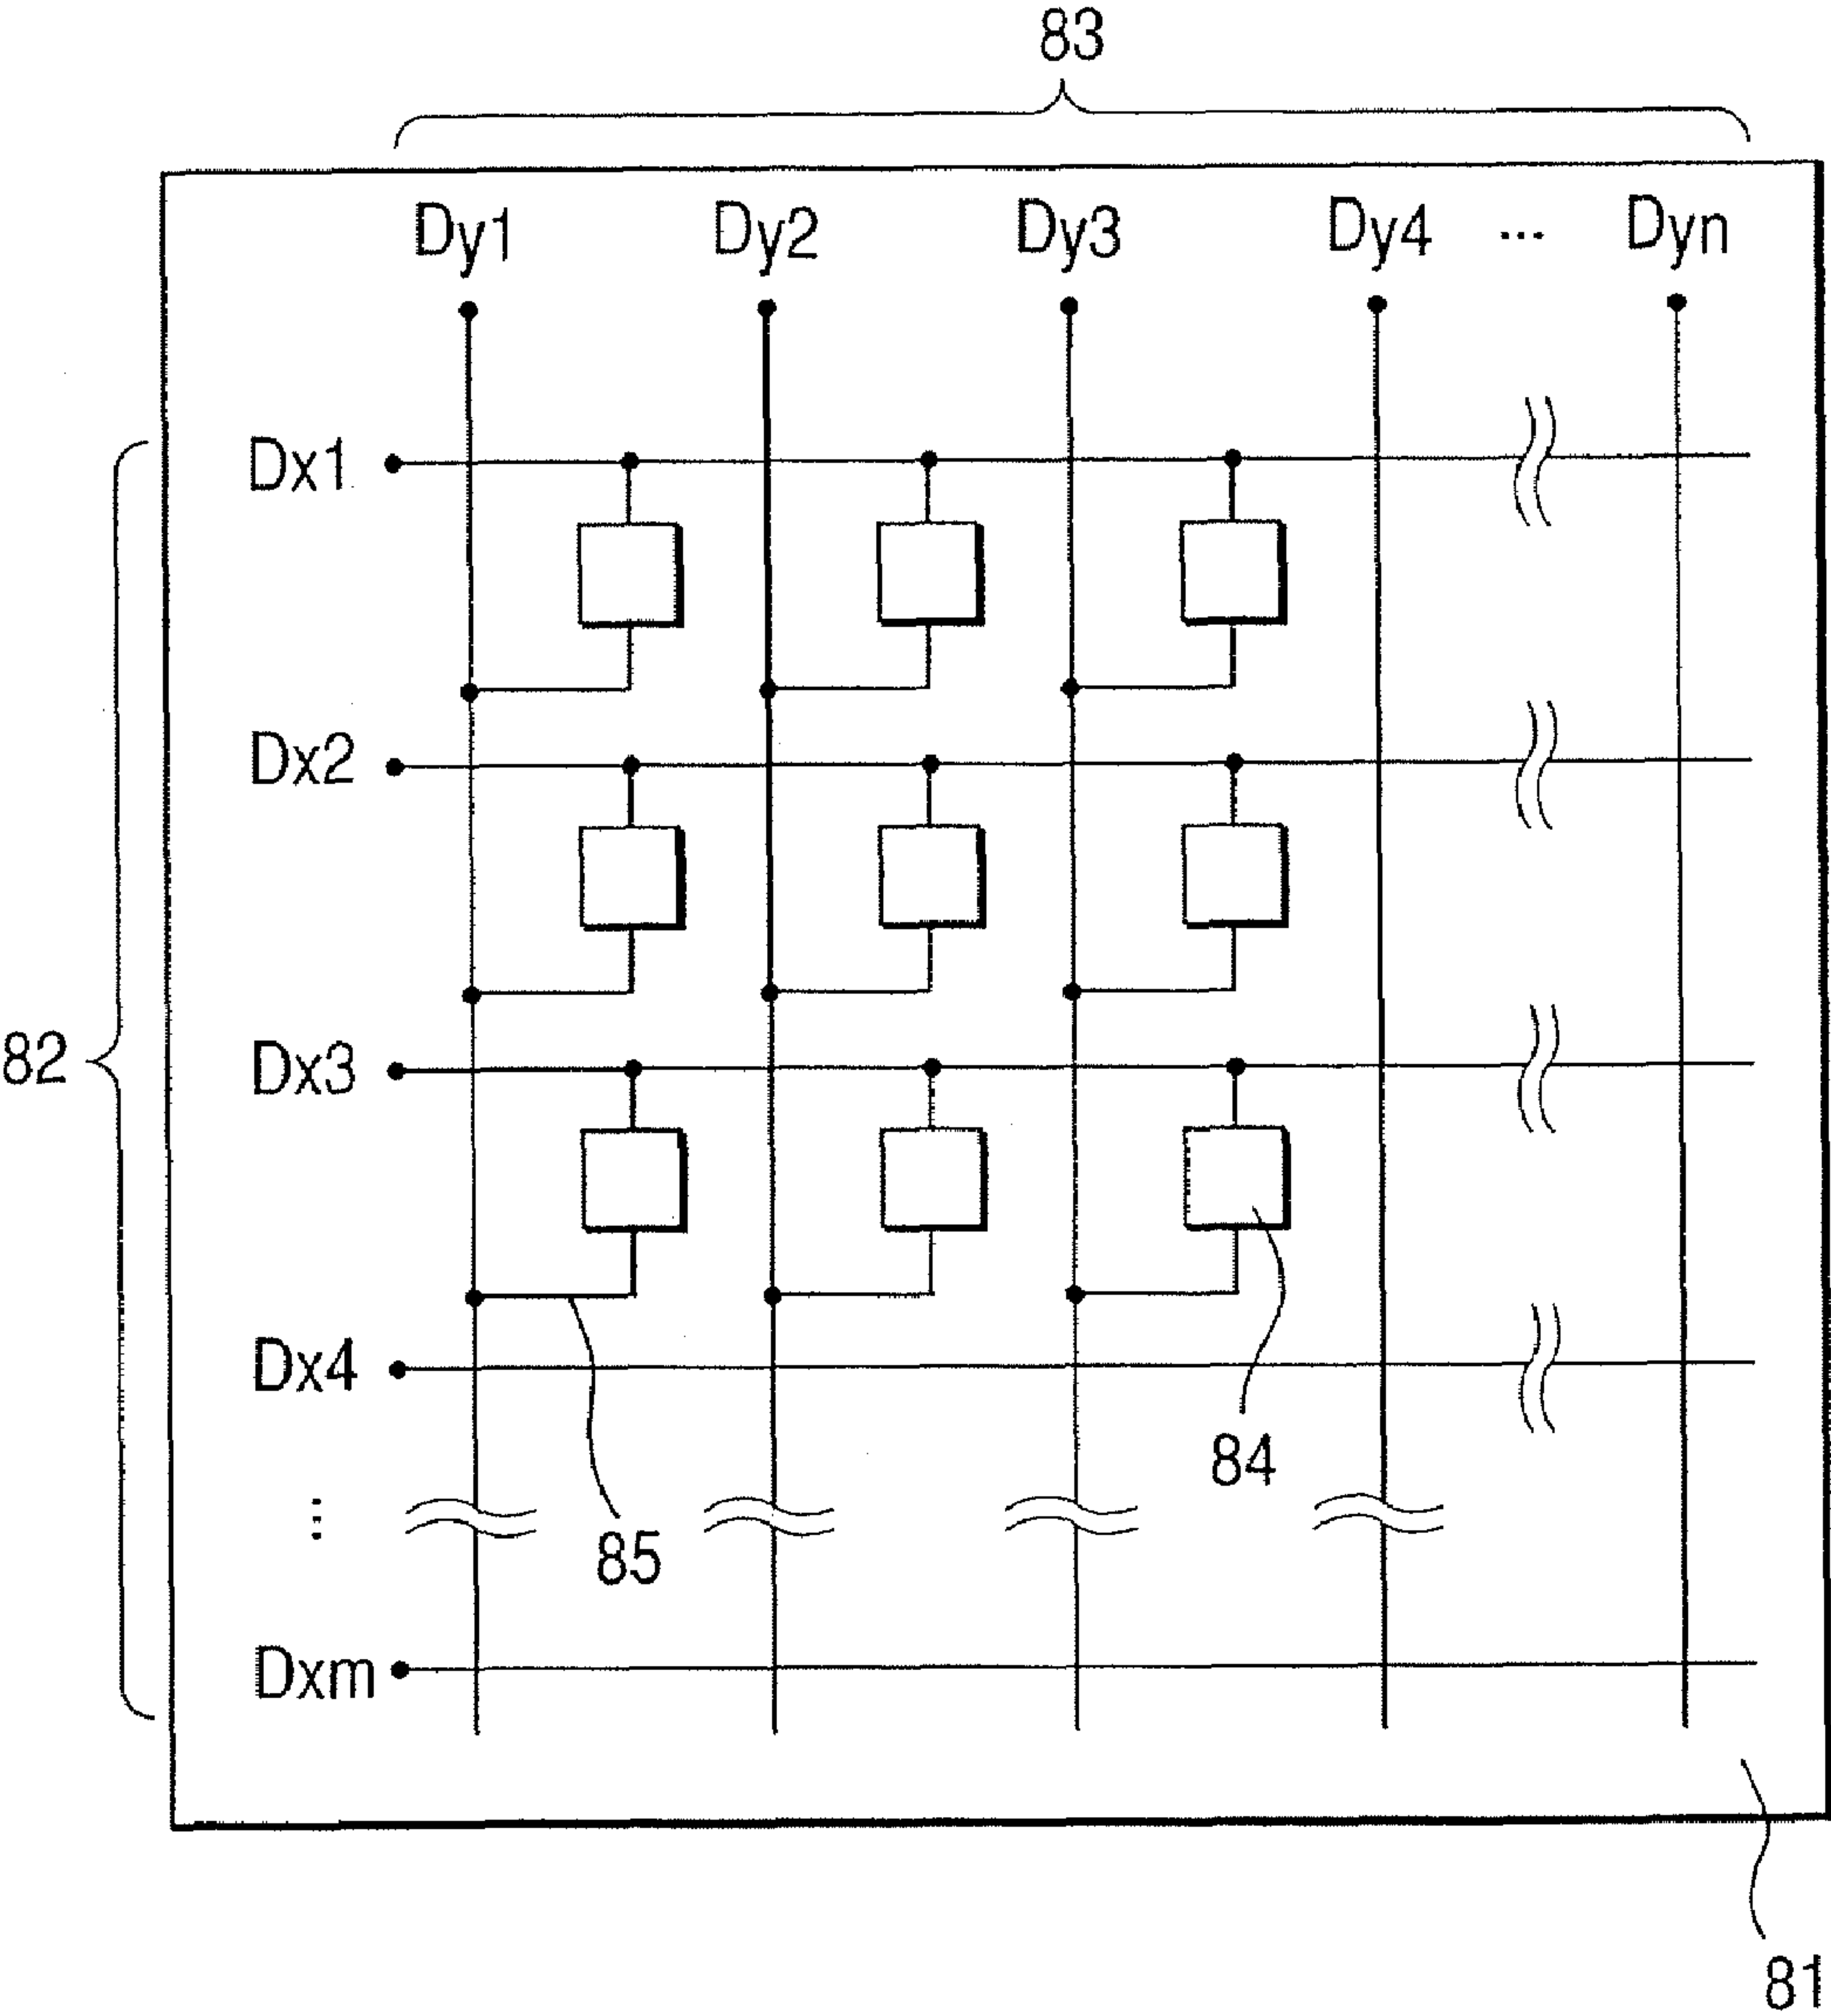 83
Dy1 Dy2 Dy3 Dy4 ... Dyn
Dx1
Dx2
82
Dx3
Dx4
84
⋮
85
Dxm
81